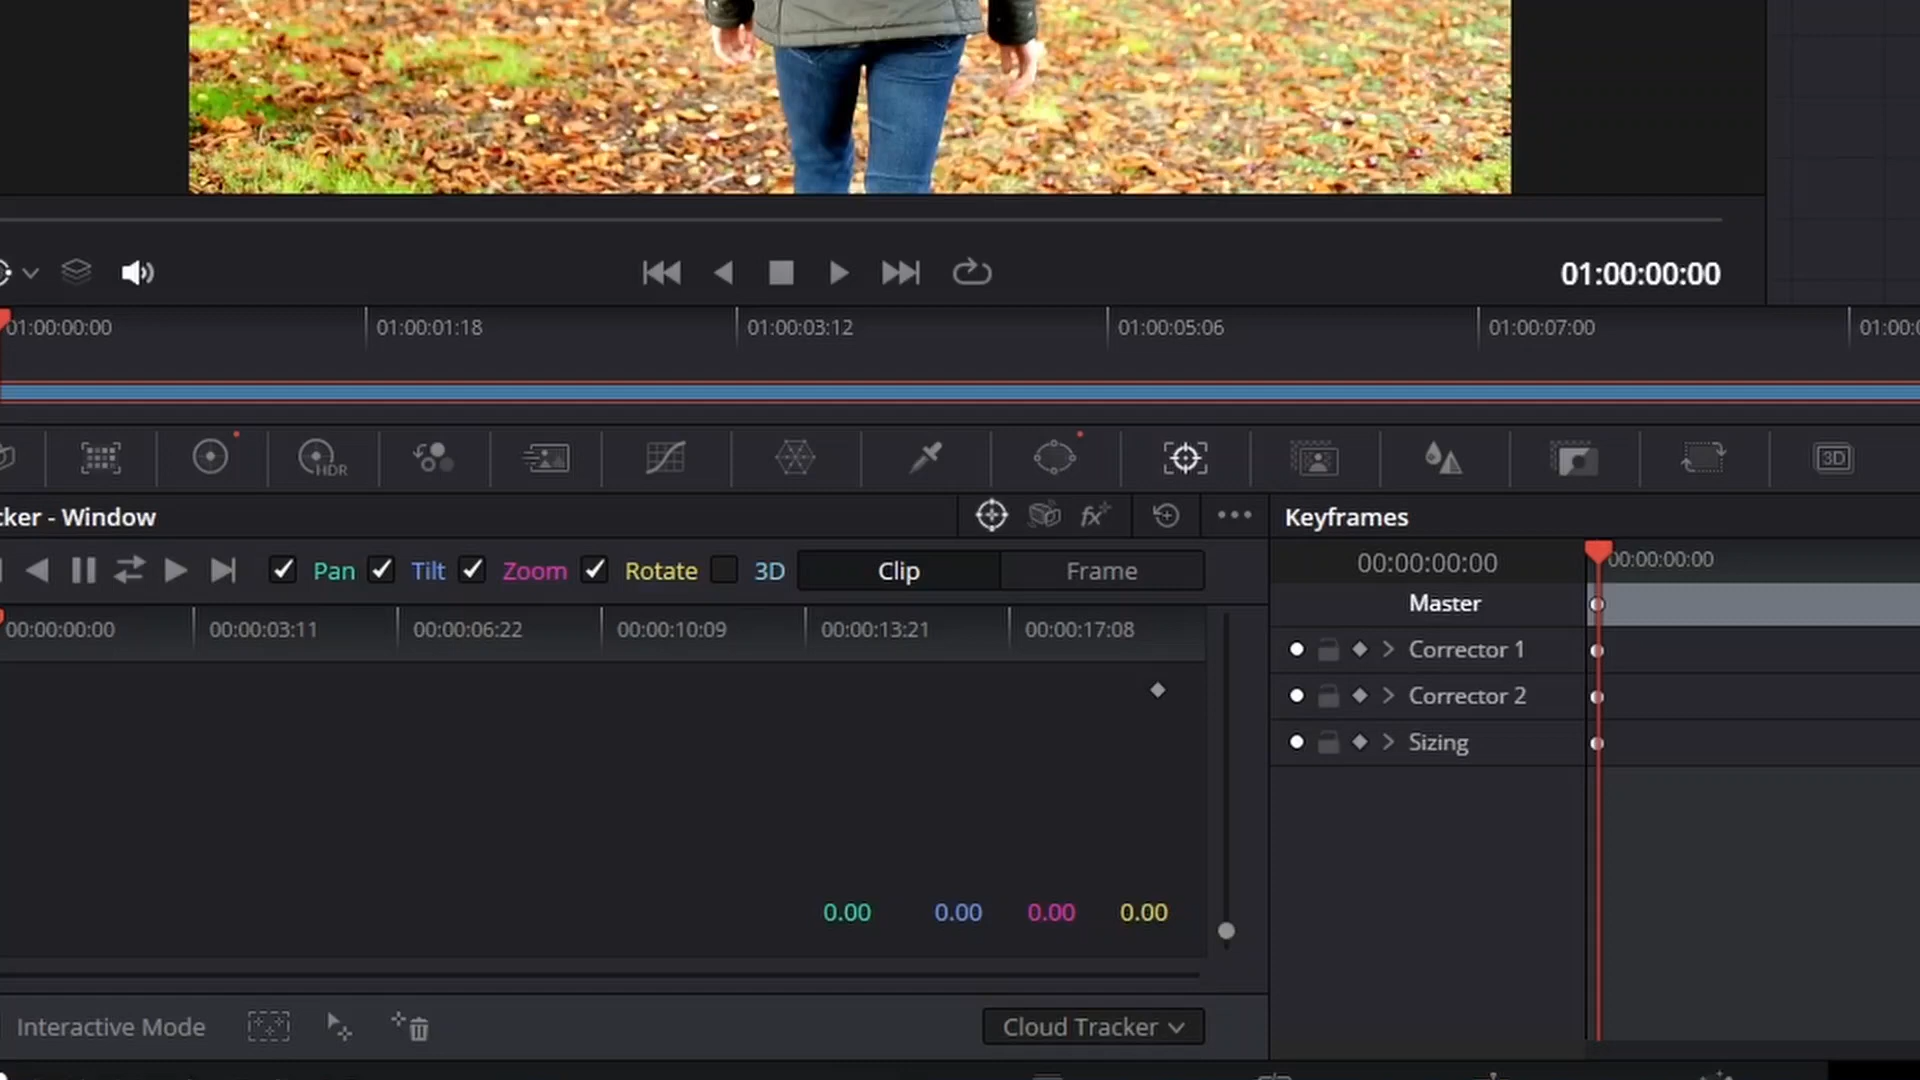 01:00:00:00
01:00:00:00 01:00:01:18 01:00:03:12 01:00:05:06 01:00:07:00
HDR 3D
Tracker - Window
fx
Keyframes
Pan Tilt Zoom Rotate 3D Clip Frame
00:00:00:00 00:00:00:00
Master
00:00:00:00 00:00:03:11 00:00:06:22 00:00:10:09 00:00:13:21 00:00:17:08
Corrector 1
Corrector 2
Sizing
0.00 0.00 0.00 0.00
Interactive Mode Cloud Tracker